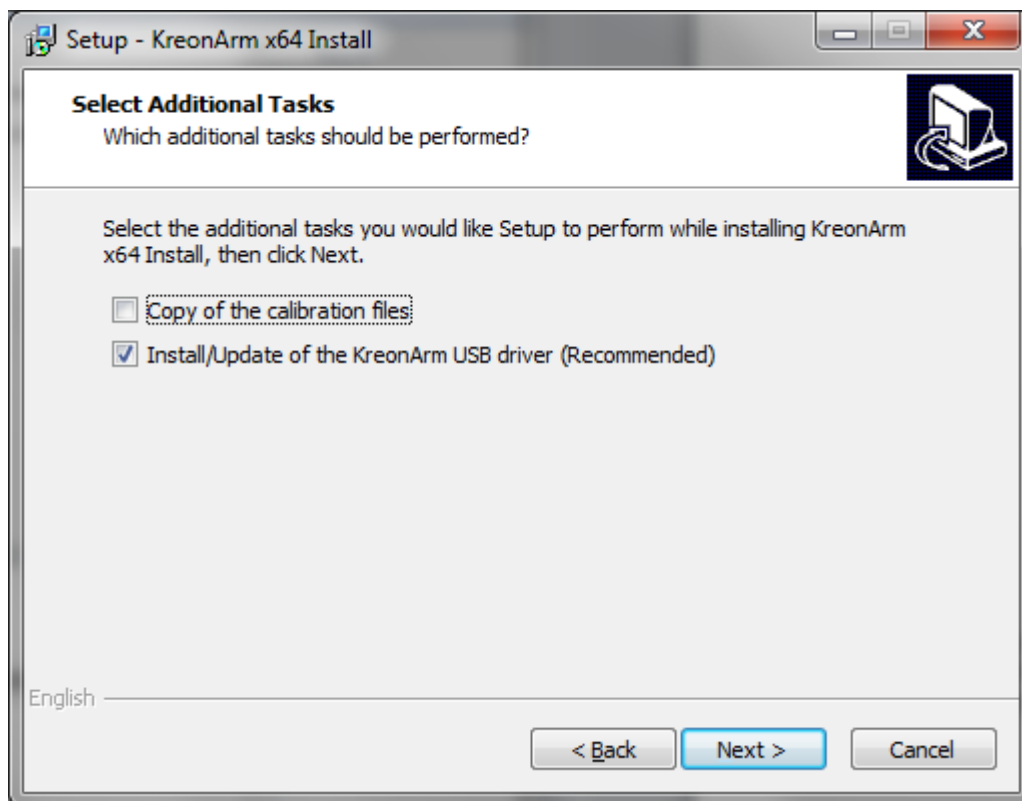 Setup - KreonArm x64 Install
Select Additional Tasks
Which additional tasks should be performed?
Select the additional tasks you would like Setup to perform while installing KreonArm
x64 Install, then click Next.
Copy of the calibration files
Install/Update of the KreonArm USB driver (Recommended)
English
< Back
Next >
Cancel